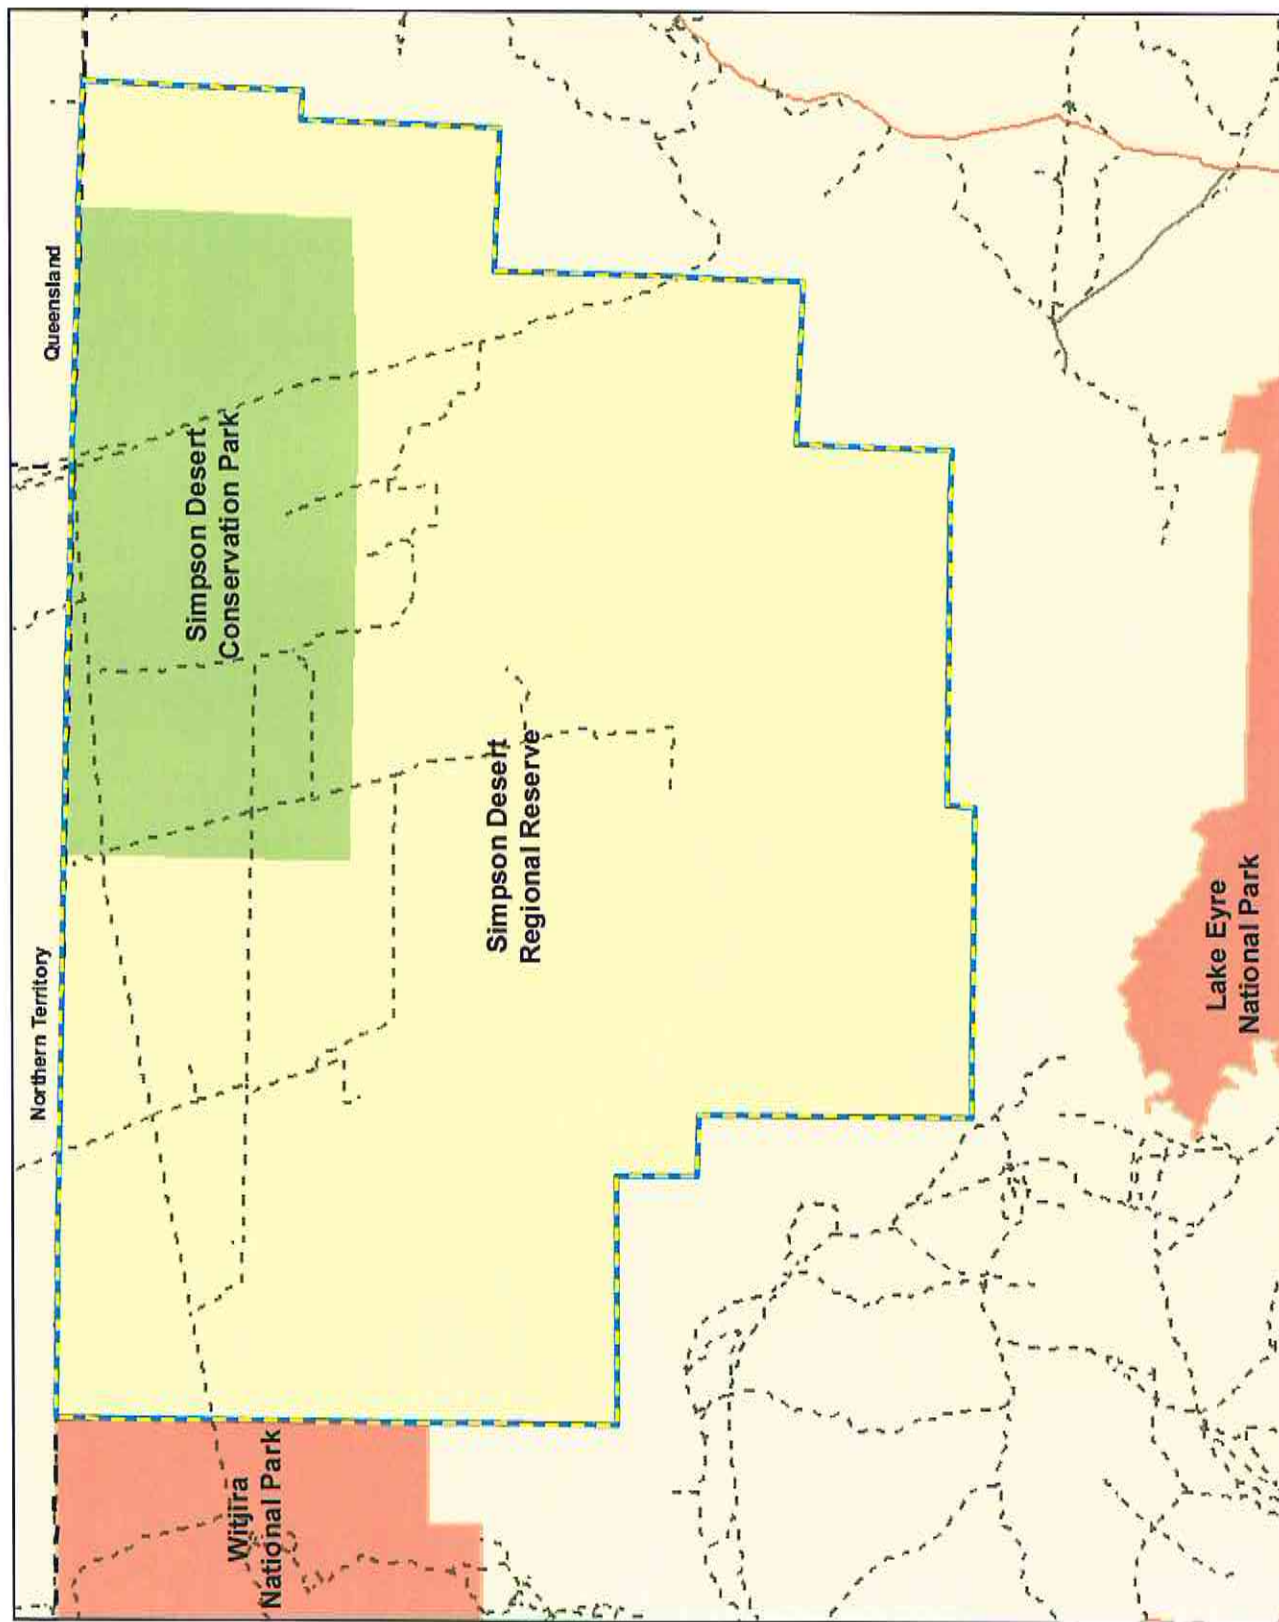 Northern Territory
Queensland
Witjira
National Park
Simpson Desert
Conservation Park
Simpson Desert
Regional Reserve
Lake Eyre
National Park